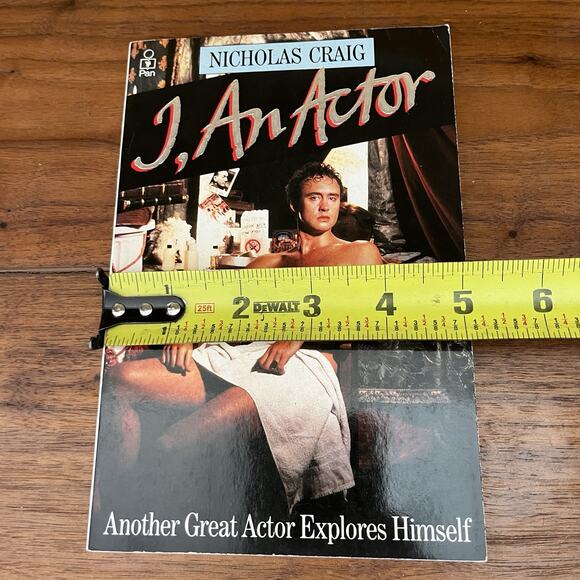 Pan
NICHOLAS CRAIG
I, An Actor
25ft 2 DEWALT 3 4 5 6
Another Great Actor Explores Himself